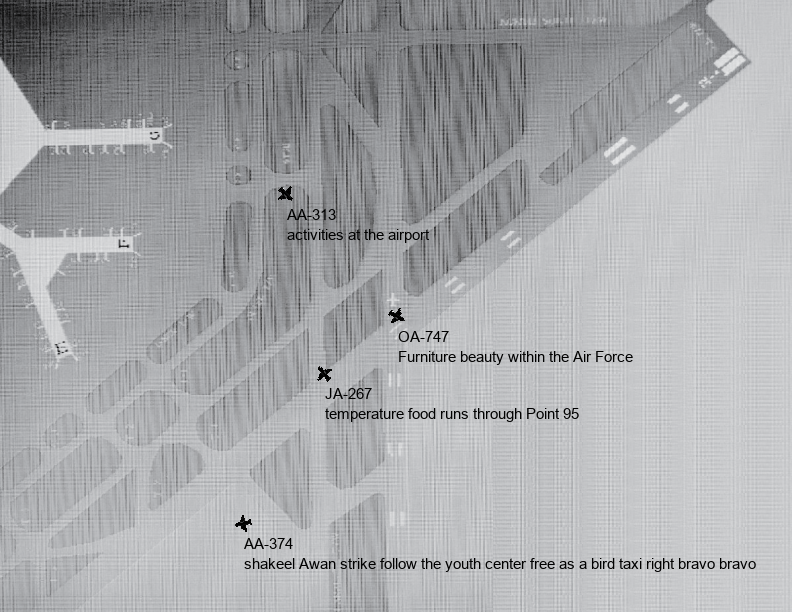 AA-313
activities at the airport
OA-747
Furniture beauty within the Air Force
JA-267
temperature food runs through Point 95
AA-374
shakeel Awan strike follow the youth center free as a bird taxi right bravo bravo